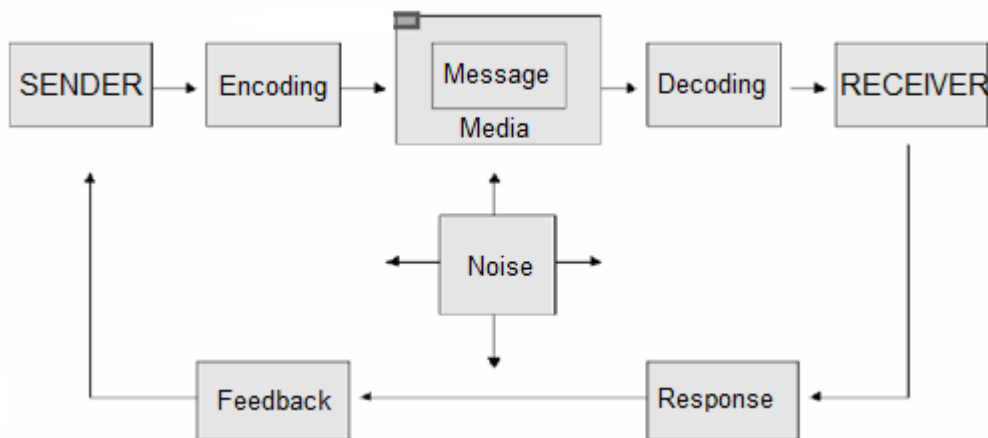 SENDER
Encoding
Message
Media
Decoding
RECEIVER
Noise
Feedback
Response